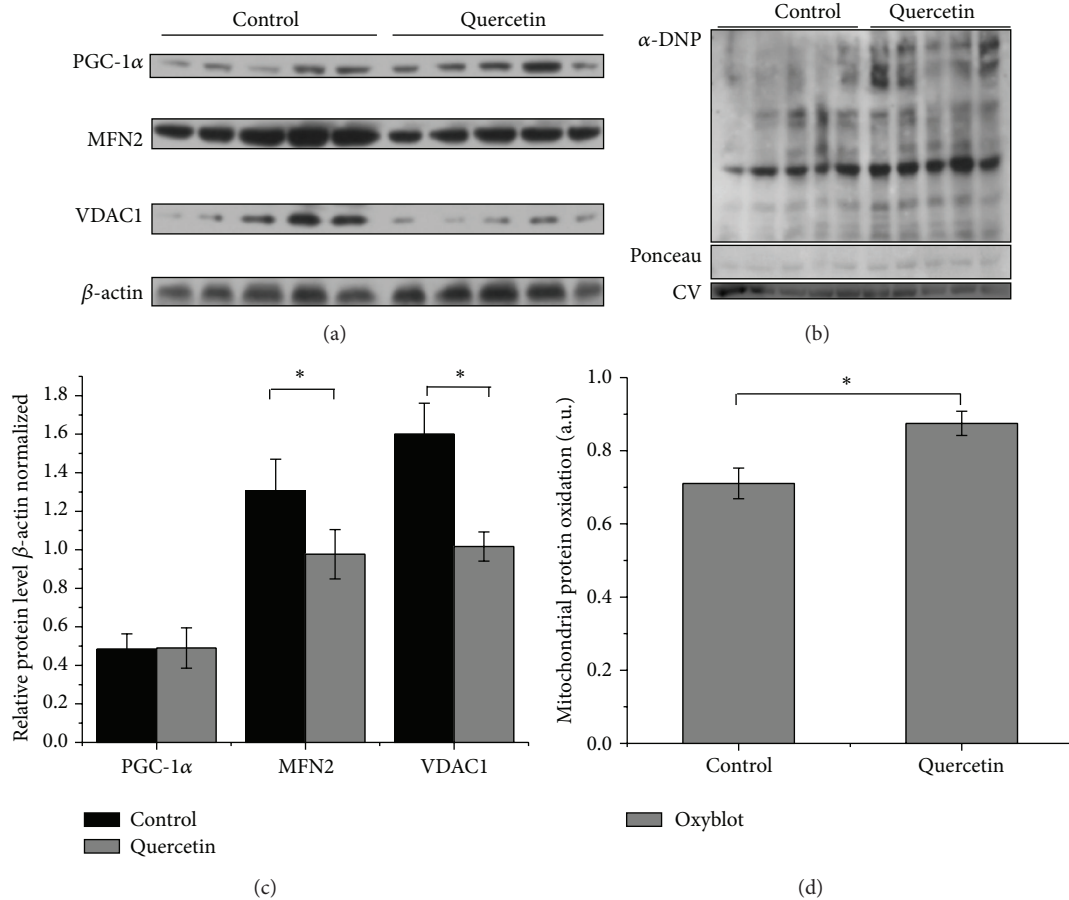 Control Quercetin
PGC-1α
MFN2
VDAC1
β-actin
(a)
Control Quercetin
α-DNP
Ponceau
CV
(b)
Relative protein level β-actin normalized
1.8
1.6
1.4
1.2
1.0
0.8
0.6
0.4
0.2
0.0
* *
PGC-1α MFN2 VDAC1
Control
Quercetin
(c)
Mitochondrial protein oxidation (a.u.)
1.0
0.8
0.6
0.4
0.2
0.0
*
Control Quercetin
Oxyblot
(d)